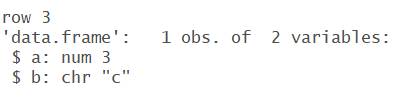 row 3
'data.frame':   1 obs. of  2 variables:
 $ a: num 3
 $ b: chr "c"